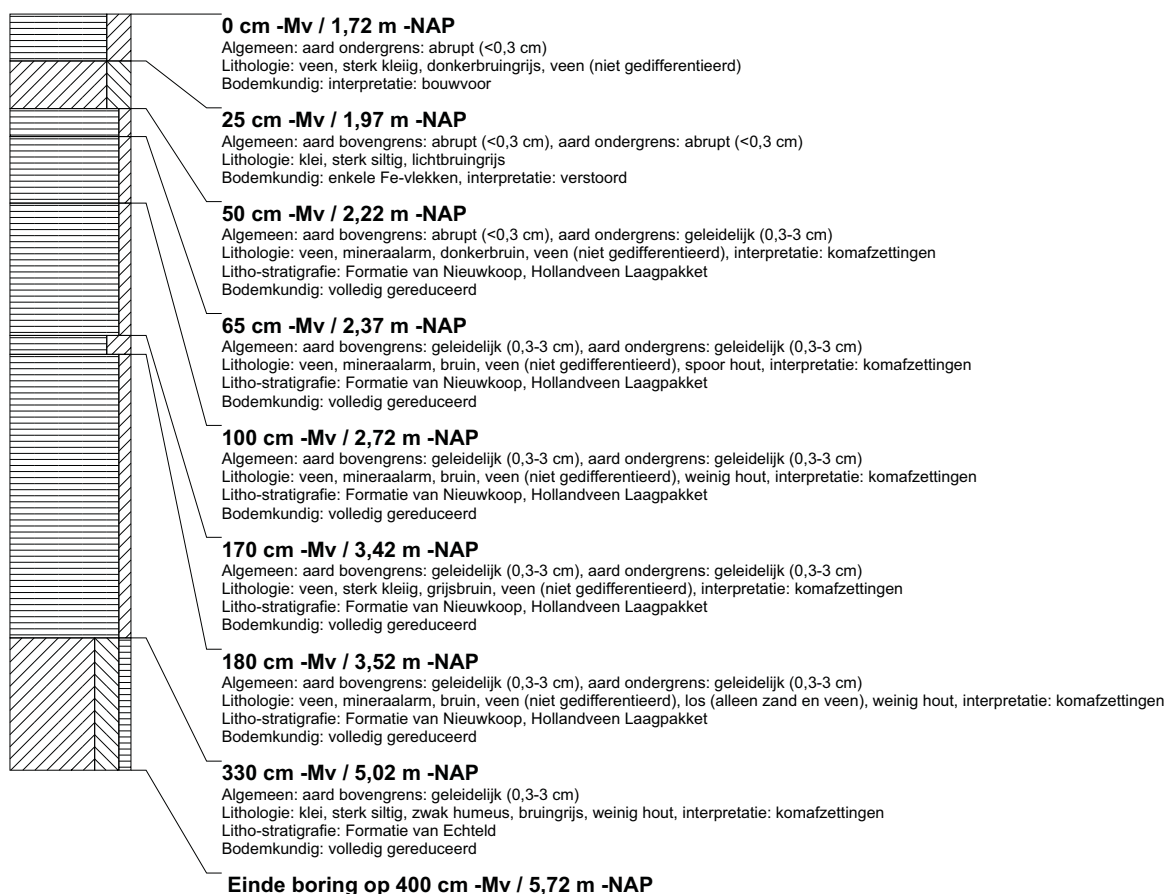 0 cm -Mv / 1,72 m -NAP
Algemeen: aard ondergrens: abrupt (<0,3 cm)
Lithologie: veen, sterk kleiig, donkerbruingrijs, veen (niet gedifferentieerd)
Bodemkundig: interpretatie: bouwvoor
25 cm -Mv / 1,97 m -NAP
Algemeen: aard bovengrens: abrupt (<0,3 cm), aard ondergrens: abrupt (<0,3 cm)
Lithologie: klei, sterk siltig, lichtbruingrijs
Bodemkundig: enkele Fe-vlekken, interpretatie: verstoord
50 cm -Mv / 2,22 m -NAP
Algemeen: aard bovengrens: abrupt (<0,3 cm), aard ondergrens: geleidelijk (0,3-3 cm)
Lithologie: veen, mineraalarm, donkerbruin, veen (niet gedifferentieerd), interpretatie: komafzettingen
Litho-stratigrafie: Formatie van Nieuwkoop, Hollandveen Laagpakket
Bodemkundig: volledig gereduceerd
65 cm -Mv / 2,37 m -NAP
Algemeen: aard bovengrens: geleidelijk (0,3-3 cm), aard ondergrens: geleidelijk (0,3-3 cm)
Lithologie: veen, mineraalarm, bruin, veen (niet gedifferentieerd), spoor hout, interpretatie: komafzettingen
Litho-stratigrafie: Formatie van Nieuwkoop, Hollandveen Laagpakket
Bodemkundig: volledig gereduceerd
100 cm -Mv / 2,72 m -NAP
Algemeen: aard bovengrens: geleidelijk (0,3-3 cm), aard ondergrens: geleidelijk (0,3-3 cm)
Lithologie: veen, mineraalarm, bruin, veen (niet gedifferentieerd), weinig hout, interpretatie: komafzettingen
Litho-stratigrafie: Formatie van Nieuwkoop, Hollandveen Laagpakket
Bodemkundig: volledig gereduceerd
170 cm -Mv / 3,42 m -NAP
Algemeen: aard bovengrens: geleidelijk (0,3-3 cm), aard ondergrens: geleidelijk (0,3-3 cm)
Lithologie: veen, sterk kleiig, grijsbruin, veen (niet gedifferentieerd), interpretatie: komafzettingen
Litho-stratigrafie: Formatie van Nieuwkoop, Hollandveen Laagpakket
Bodemkundig: volledig gereduceerd
180 cm -Mv / 3,52 m -NAP
Algemeen: aard bovengrens: geleidelijk (0,3-3 cm), aard ondergrens: geleidelijk (0,3-3 cm)
Lithologie: veen, mineraalarm, bruin, veen (niet gedifferentieerd), los (alleen zand en veen), weinig hout, interpretatie: komafzettingen
Litho-stratigrafie: Formatie van Nieuwkoop, Hollandveen Laagpakket
Bodemkundig: volledig gereduceerd
330 cm -Mv / 5,02 m -NAP
Algemeen: aard bovengrens: geleidelijk (0,3-3 cm)
Lithologie: klei, sterk siltig, zwak humeus, bruingrijs, weinig hout, interpretatie: komafzettingen
Litho-stratigrafie: Formatie van Echteld
Bodemkundig: volledig gereduceerd
Einde boring op 400 cm -Mv / 5,72 m -NAP